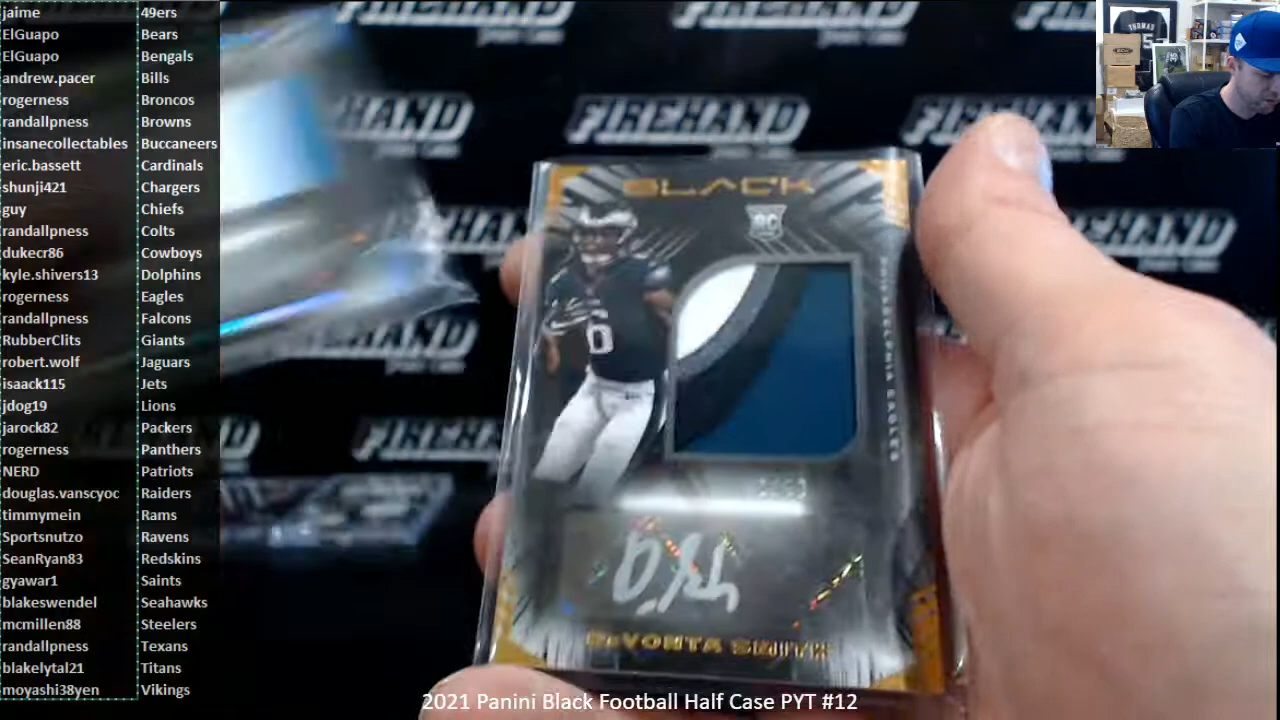 jaime 49ers
ElGuapo Bears
ElGuapo Bengals
andrew.pacer Bills
rogerness Broncos
randallpness Browns
insanecollectables Buccaneers
eric.bassett Cardinals
shunji421 Chargers
guy Chiefs
randallpness Colts
dukecr86 Cowboys
kyle.shivers13 Dolphins
rogerness Eagles
randallpness Falcons
RubberClits Giants
robert.wolf Jaguars
isaack115 Jets
jdog19 Lions
jarock82 Packers
rogerness Panthers
NERD Patriots
douglas.vanscyoc Raiders
timmymein Rams
Sportsnutzo Ravens
SeanRyan83 Redskins
gyawar1 Saints
blakeswendel Seahawks
mcmillen88 Steelers
randallpness Texans
blakelytal21 Titans
moyashi38yen Vikings
FIREHAND
FIREHAND
FIREHAND
THOMAS
BLACK
RC
6
PHILADELPHIA EAGLES
DEVONTA SMITH
2021 Panini Black Football Half Case PYT #12